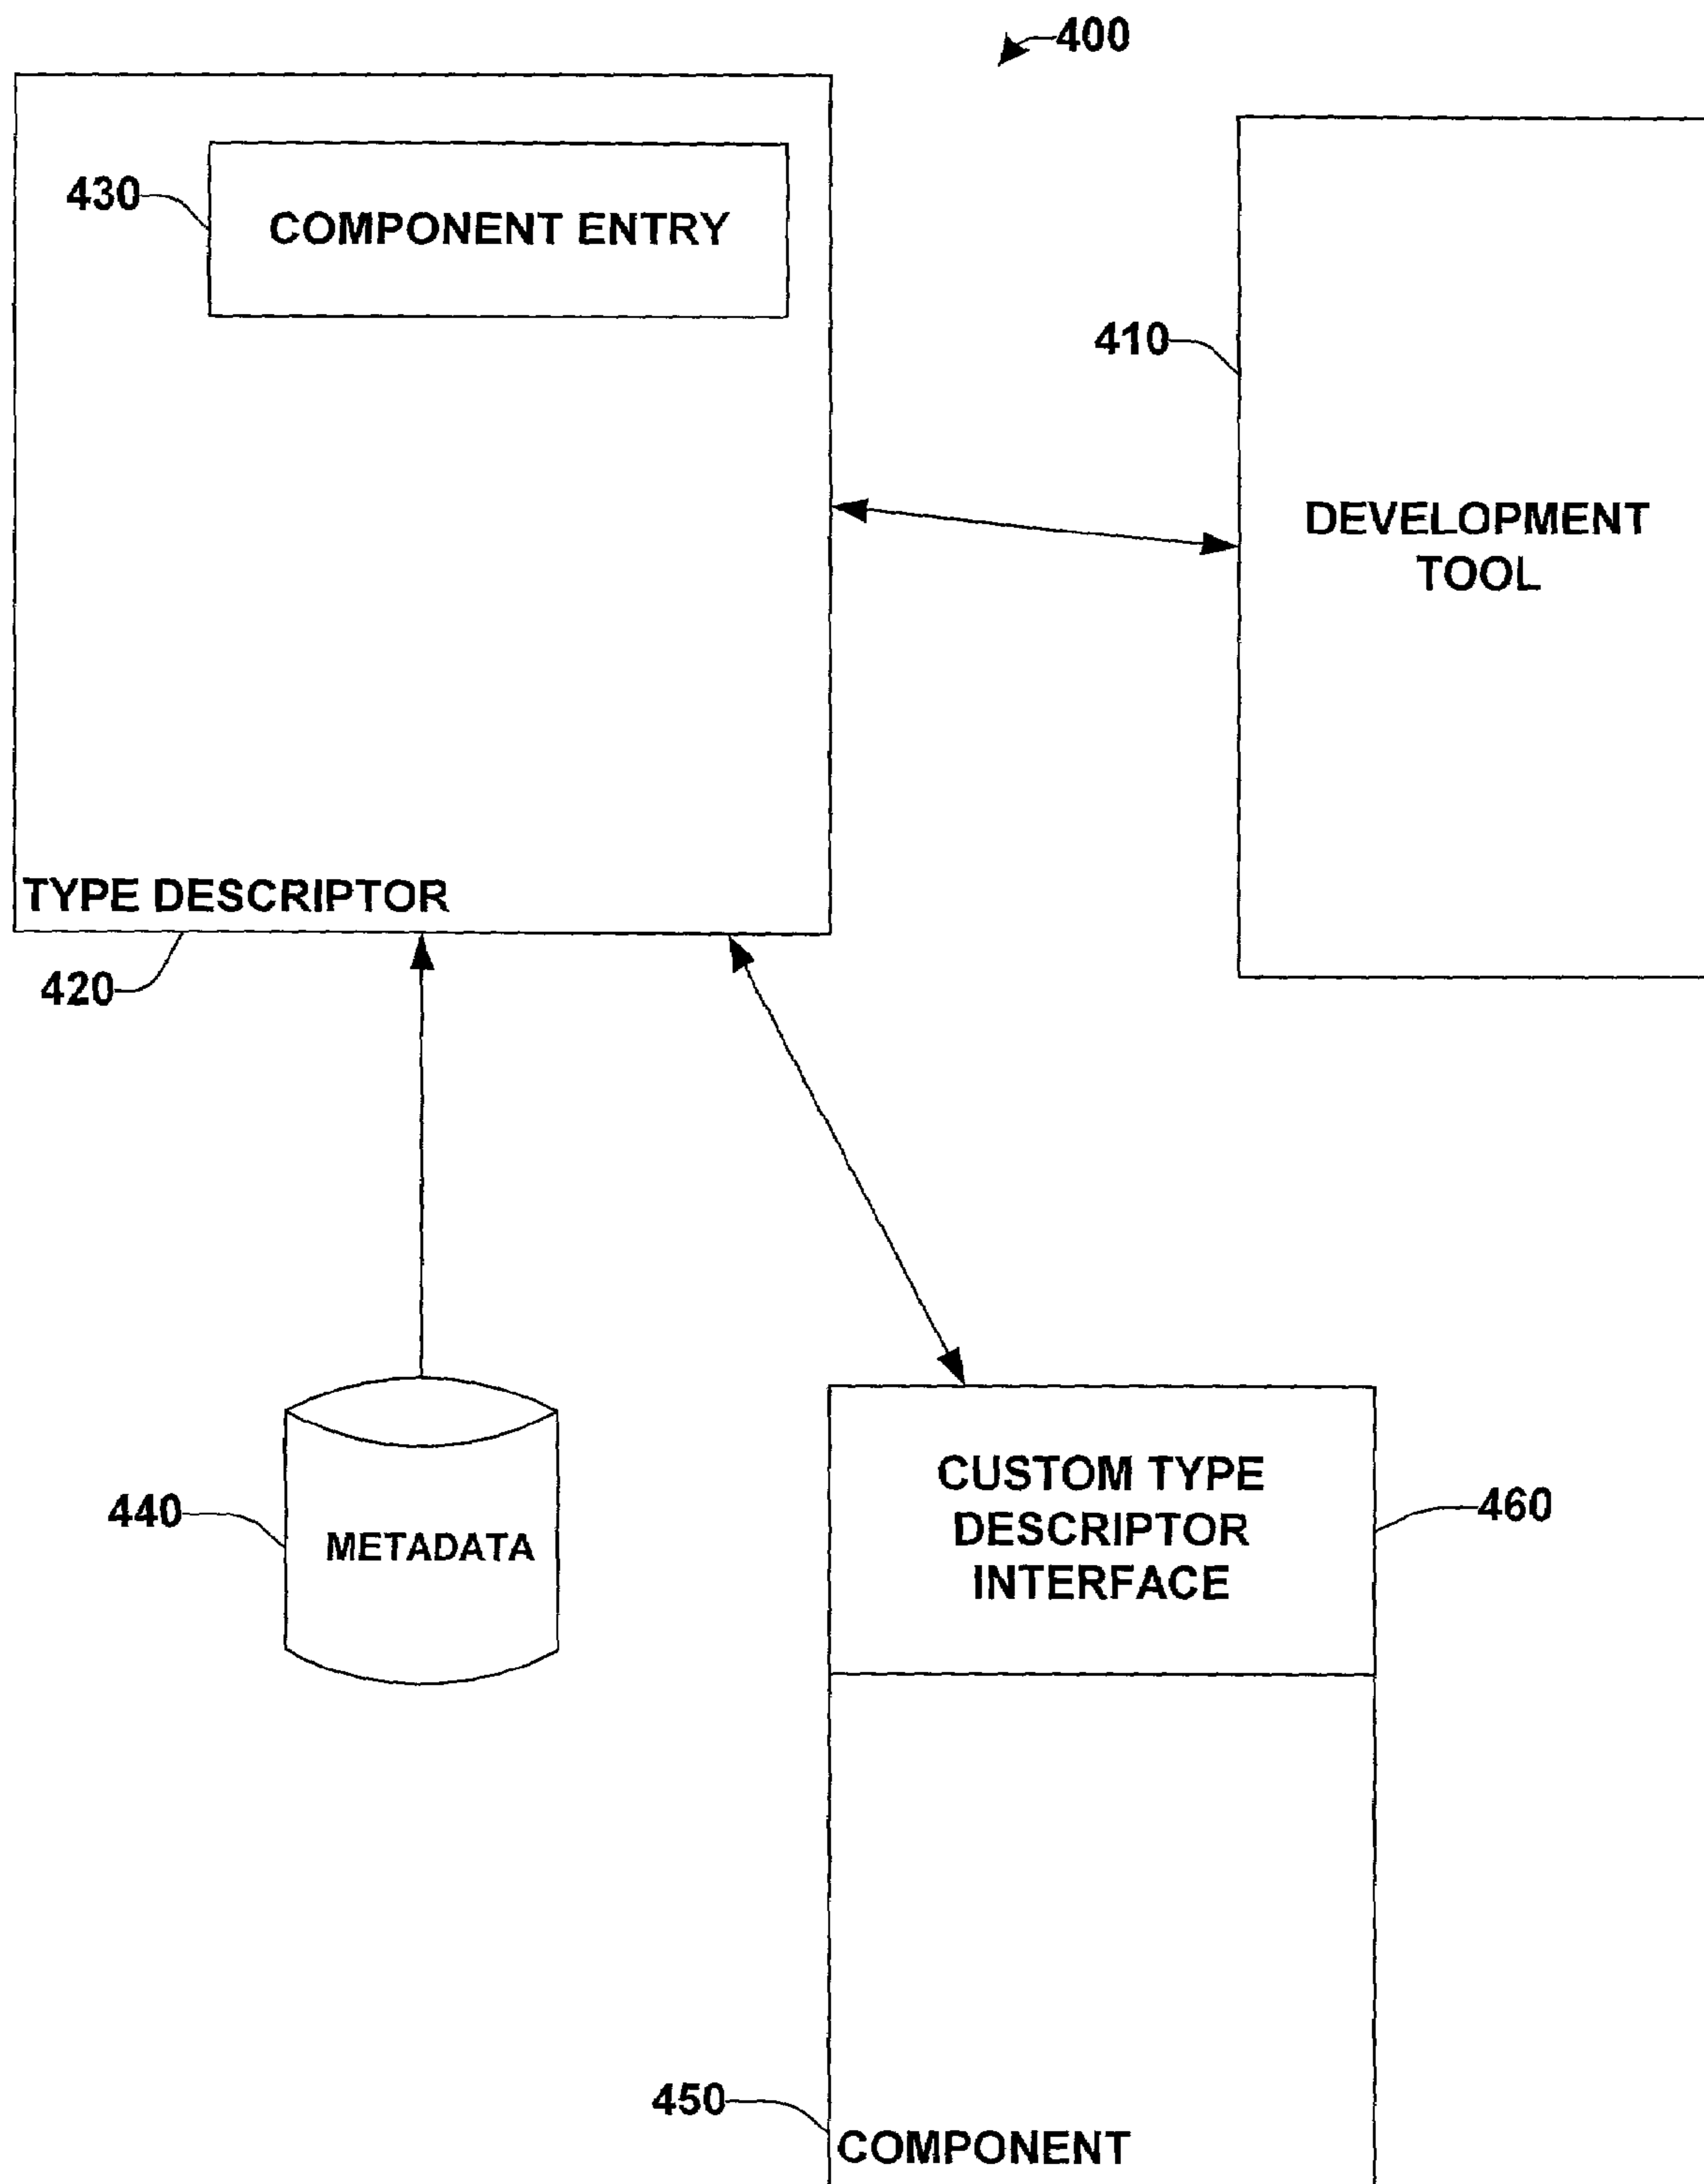 400
430
COMPONENT ENTRY
410
DEVELOPMENT
TOOL
TYPE DESCRIPTOR
420
440
METADATA
CUSTOM TYPE
DESCRIPTOR
INTERFACE
460
450
COMPONENT